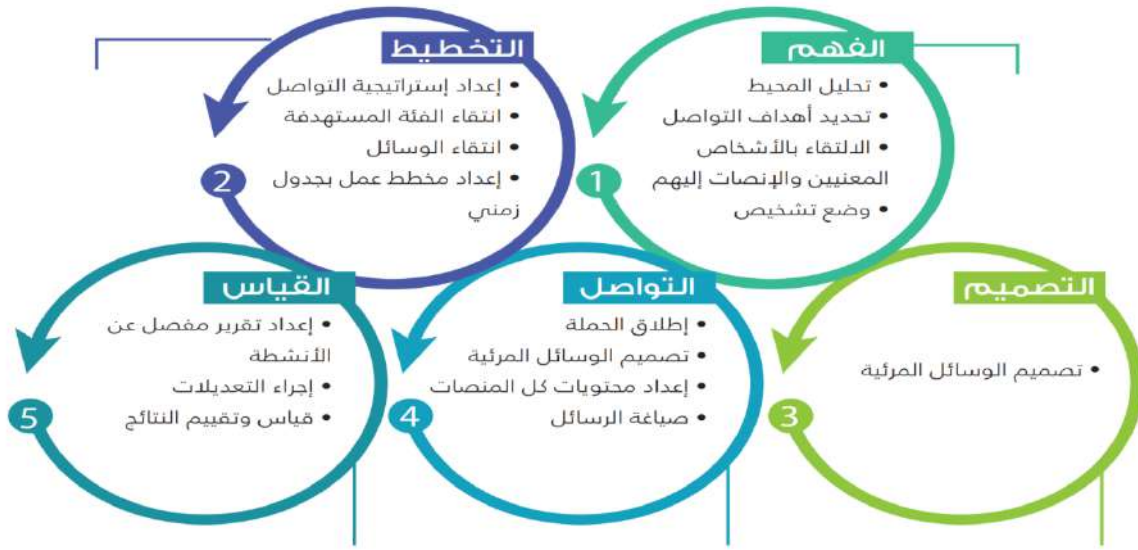 الفهم
• تحليل المحيط
• تحديد أهداف التواصل
• الالتقاء بالأشخاص
المعنيين والإنصات إليهم
• وضع تشخيص
1
التخطيط
• إعداد إستراتيجية التواصل
• انتقاء الفئة المستهدفة
• انتقاء الوسائل
• إعداد مخطط عمل بجدول
زمني
2
التصميم
• تصميم الوسائل المرئية
3
التواصل
• إطلاق الحملة
• تصميم الوسائل المرئية
• إعداد محتويات كل المنصات
• صياغة الرسائل
4
القياس
• إعداد تقرير مفصل عن
الأنشطة
• إجراء التعديلات
• قياس وتقييم النتائج
5